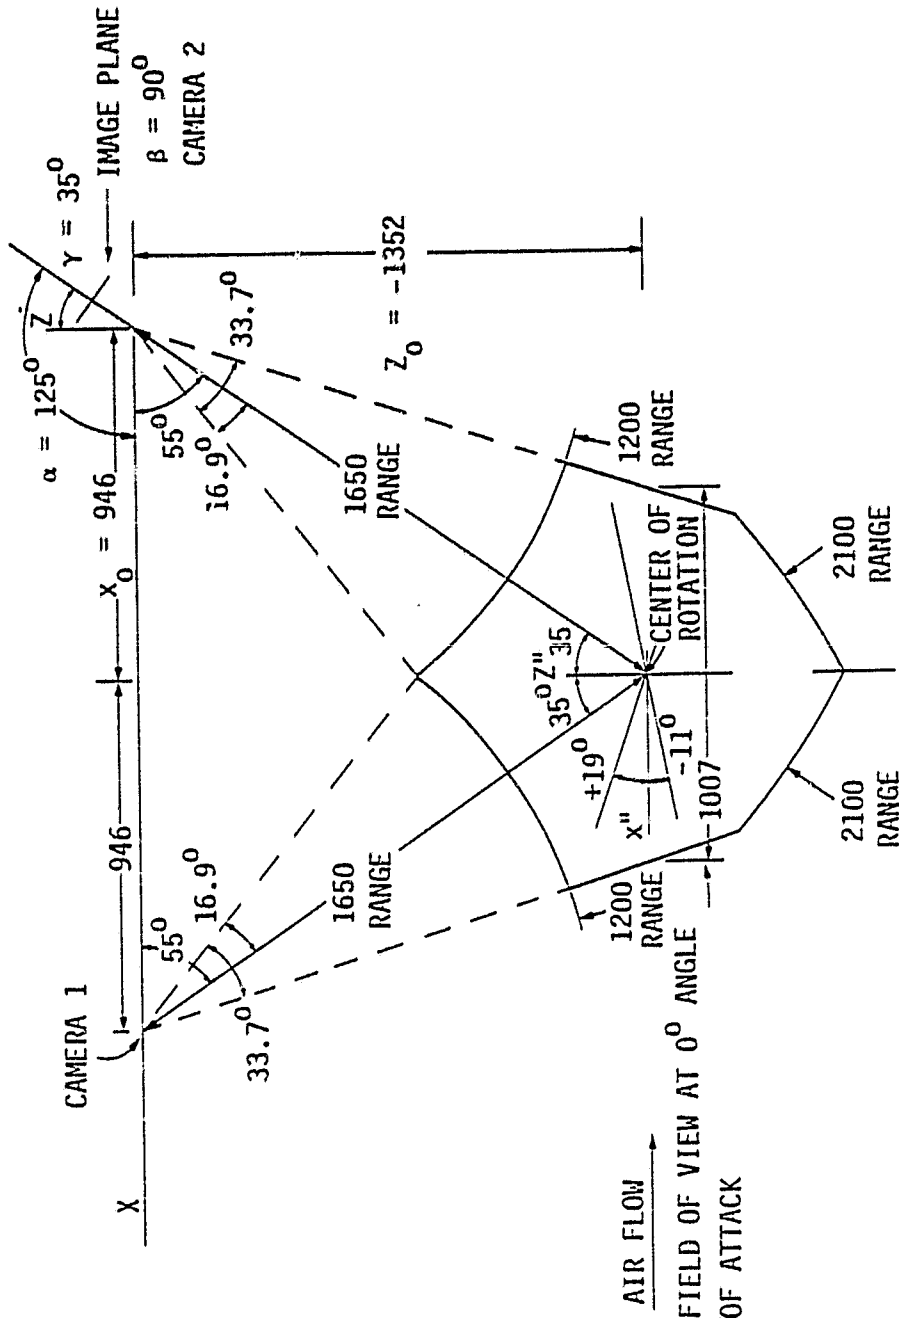 CAMERA 1
X
946
X₀ = 946
α = 125°
Z
γ = 35°
IMAGE PLANE
β = 90°
CAMERA 2
55°
16.9°
33.7°
55°
16.9°
33.7°
1650
RANGE
1650
RANGE
Z₀ = -1352
35°
Z"
35
+19°
X"
-11°
1007
CENTER OF
ROTATION
1200
RANGE
1200
RANGE
2100
RANGE
2100
RANGE
AIR FLOW
FIELD OF VIEW AT 0° ANGLE
OF ATTACK